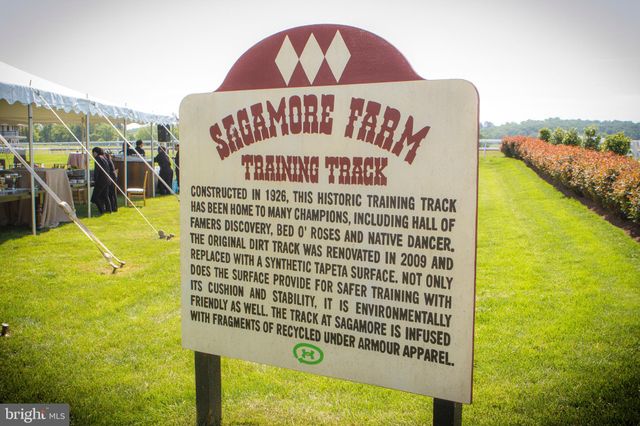 SAGAMORE FARM
TRAINING TRACK
CONSTRUCTED IN 1926, THIS HISTORIC TRAINING TRACK
HAS BEEN HOME TO MANY CHAMPIONS, INCLUDING HALL OF
FAMERS DISCOVERY, BED O' ROSES AND NATIVE DANCER.
THE ORIGINAL DIRT TRACK WAS RENOVATED IN 2009 AND
REPLACED WITH A SYNTHETIC TAPETA SURFACE. NOT ONLY
DOES THE SURFACE PROVIDE FOR SAFER TRAINING WITH
ITS CUSHION AND STABILITY, IT IS ENVIRONMENTALLY
FRIENDLY AS WELL. THE TRACK AT SAGAMORE IS INFUSED
WITH FRAGMENTS OF RECYCLED UNDER ARMOUR APPAREL.
bright MLS